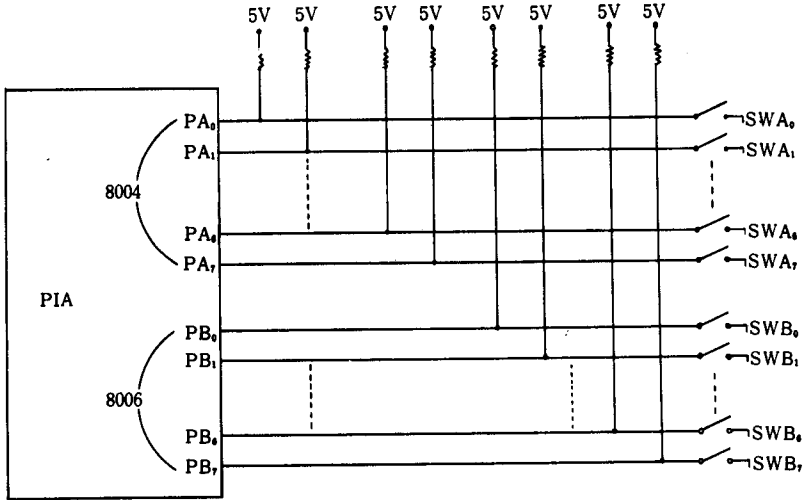 5V 5V 5V 5V 5V 5V 5V 5V
PA₀ SWA₀
PA₁ SWA₁
8004
PA₆ SWA₆
PA₇ SWA₇
PIA
PB₀ SWB₀
PB₁ SWB₁
8006
PB₆ SWB₆
PB₇ SWB₇